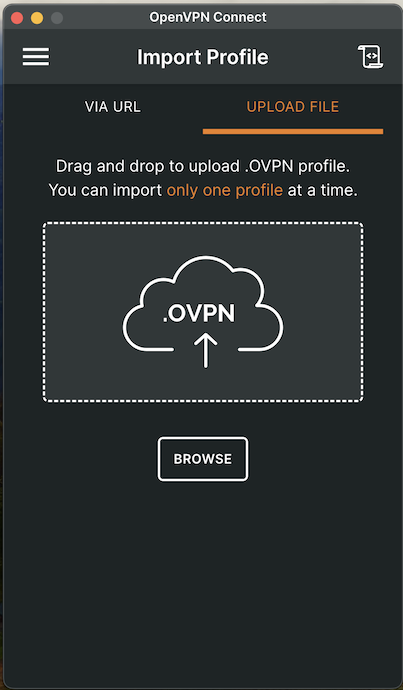 OpenVPN Connect
Import Profile
VIA URL
UPLOAD FILE
Drag and drop to upload .OVPN profile.
You can import only one profile at a time.
.OVPN
BROWSE